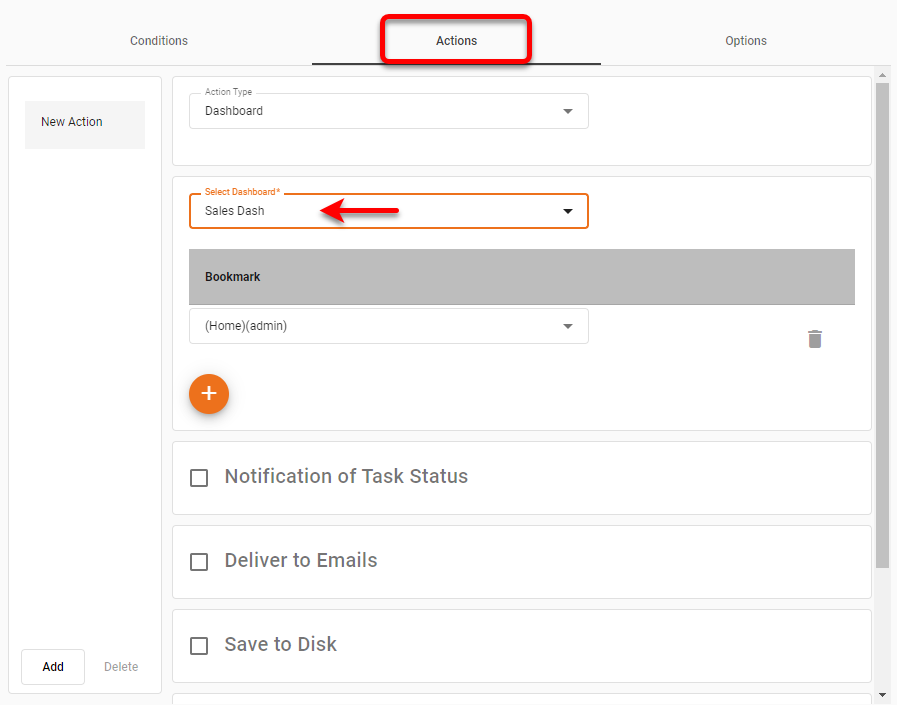 Conditions
Actions
Options
New Action
Action Type
Dashboard
Select Dashboard*
Sales Dash
Bookmark
(Home)(admin)
+
Notification of Task Status
Deliver to Emails
Save to Disk
Add
Delete